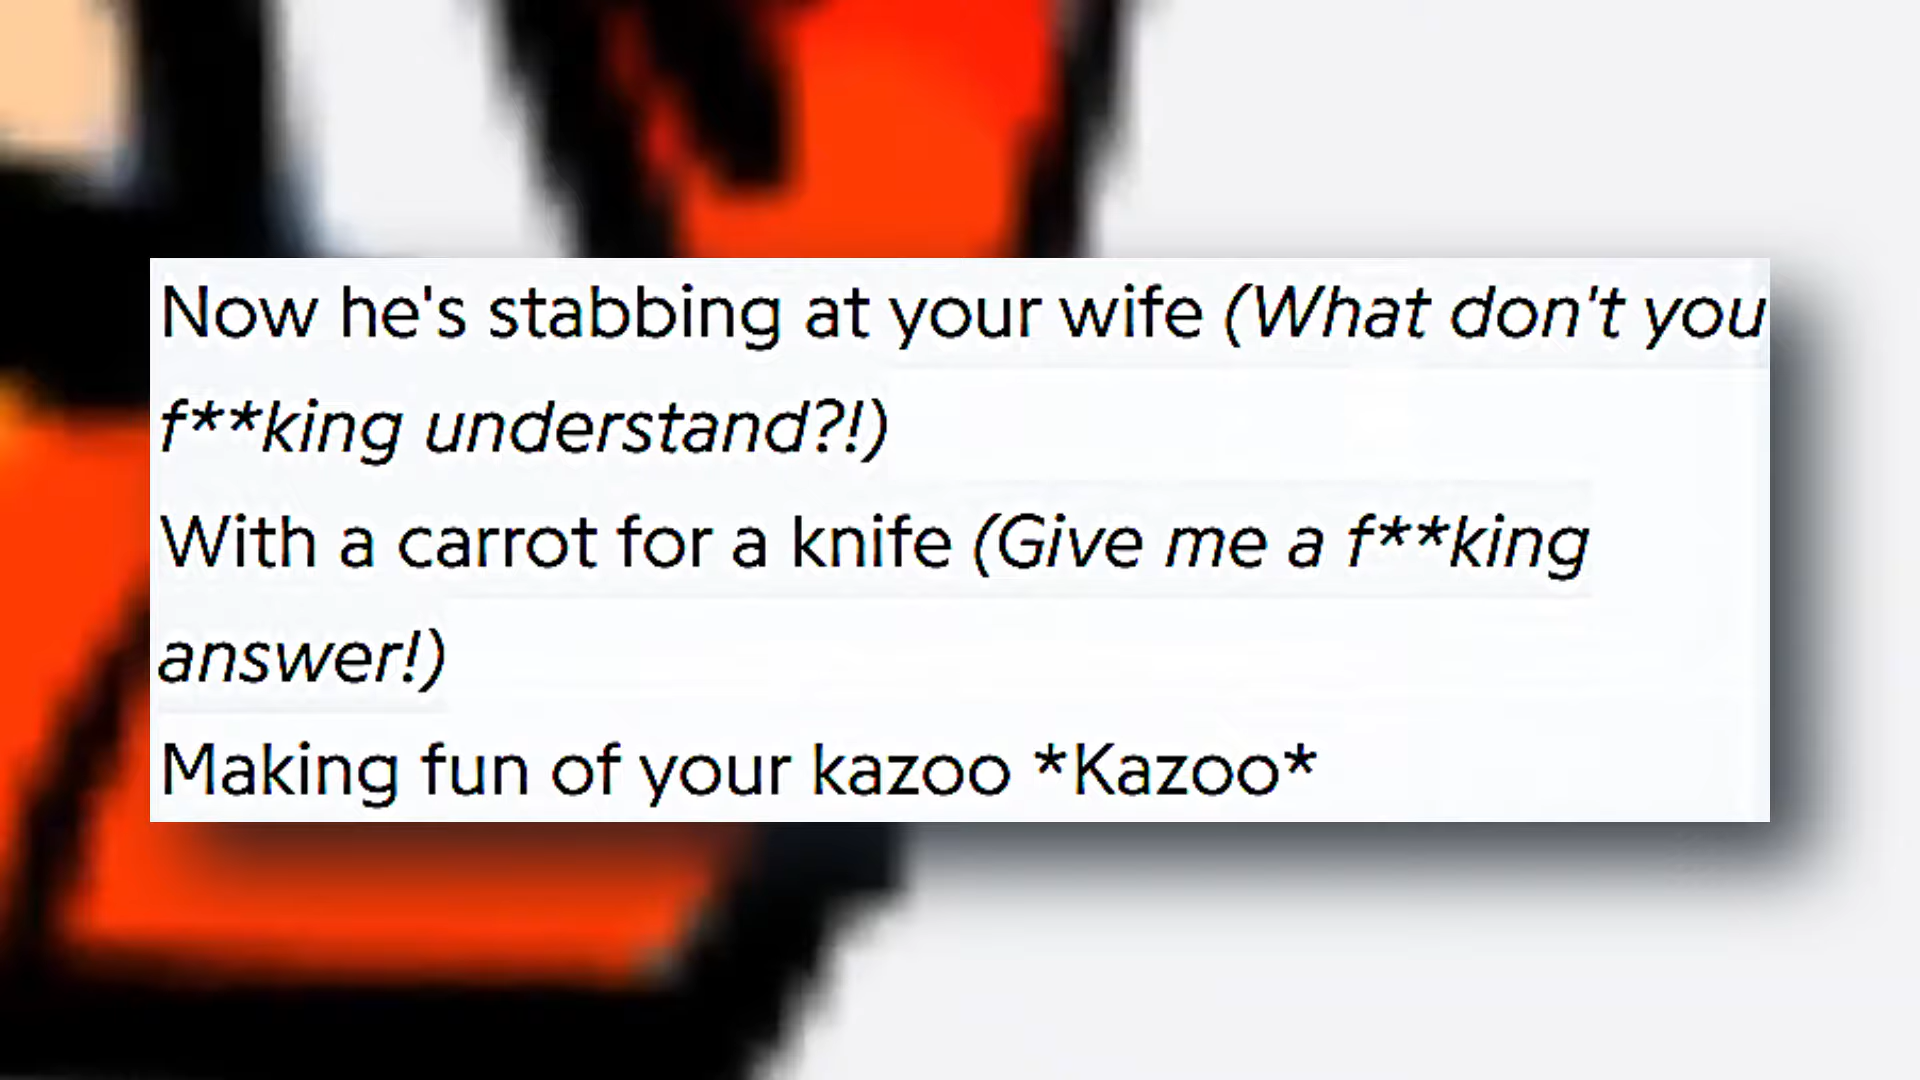 Now he's stabbing at your wife (What don't you
f**king understand?!)
With a carrot for a knife (Give me a f**king
answer!)
Making fun of your kazoo *Kazoo*